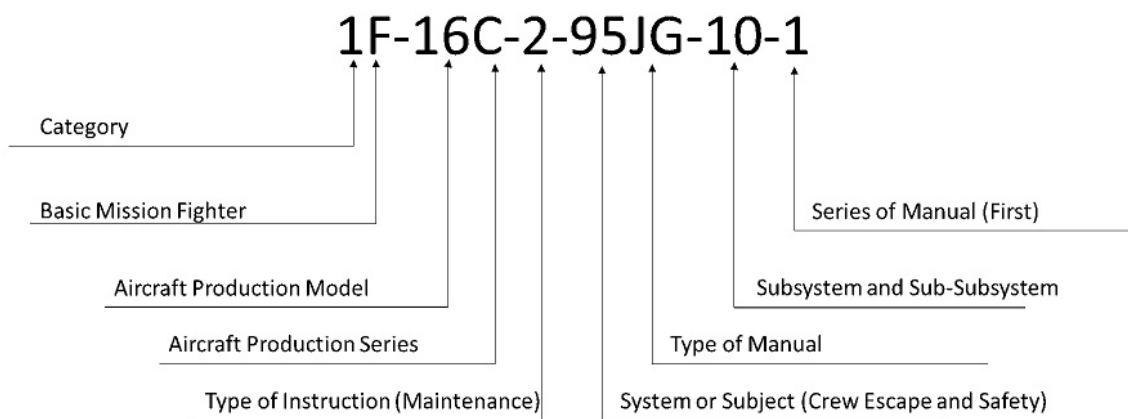 1F-16C-2-95JG-10-1
Category
Basic Mission Fighter
Series of Manual (First)
Aircraft Production Model
Subsystem and Sub-Subsystem
Aircraft Production Series
Type of Manual
Type of Instruction (Maintenance)
System or Subject (Crew Escape and Safety)